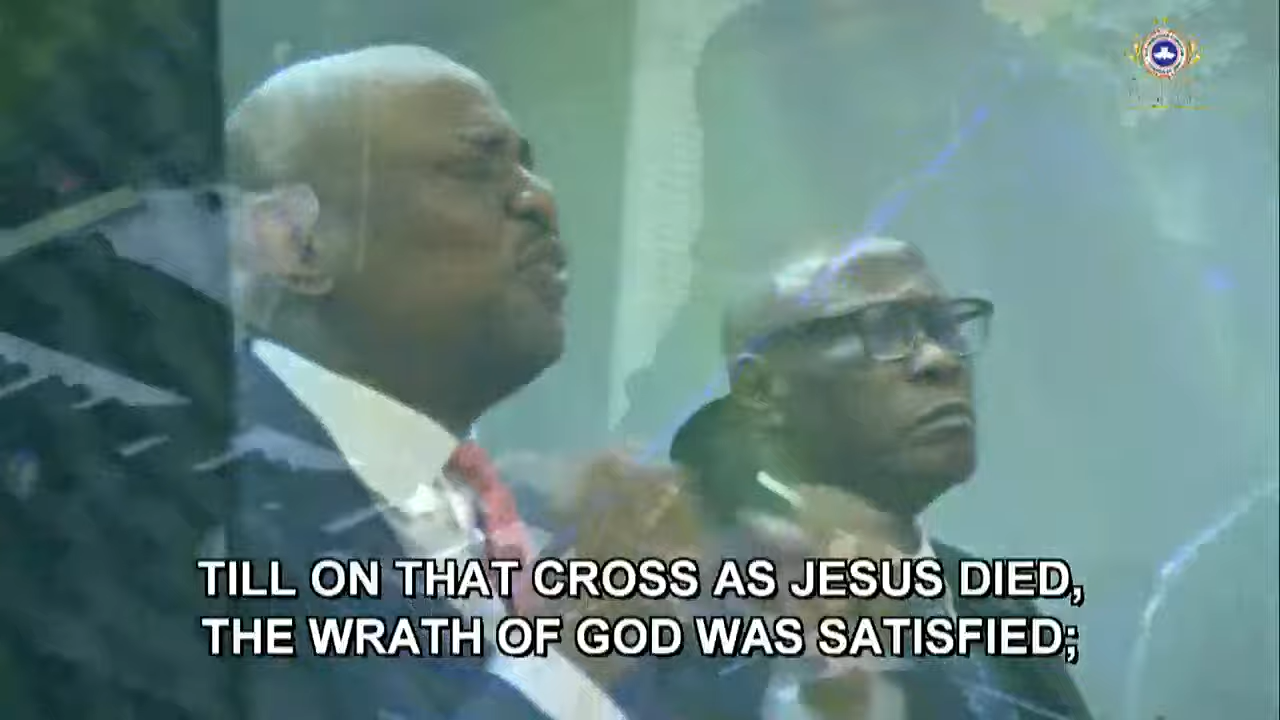 TILL ON THAT CROSS AS JESUS DIED,
THE WRATH OF GOD WAS SATISFIED;